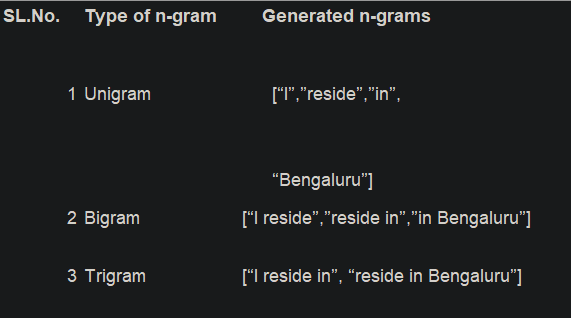 SL.No. Type of n-gram Generated n-grams
1 Unigram [“I”,”reside”,”in”,
“Bengaluru”]
2 Bigram [“I reside”,”reside in”,”in Bengaluru”]
3 Trigram [“I reside in”, “reside in Bengaluru”]